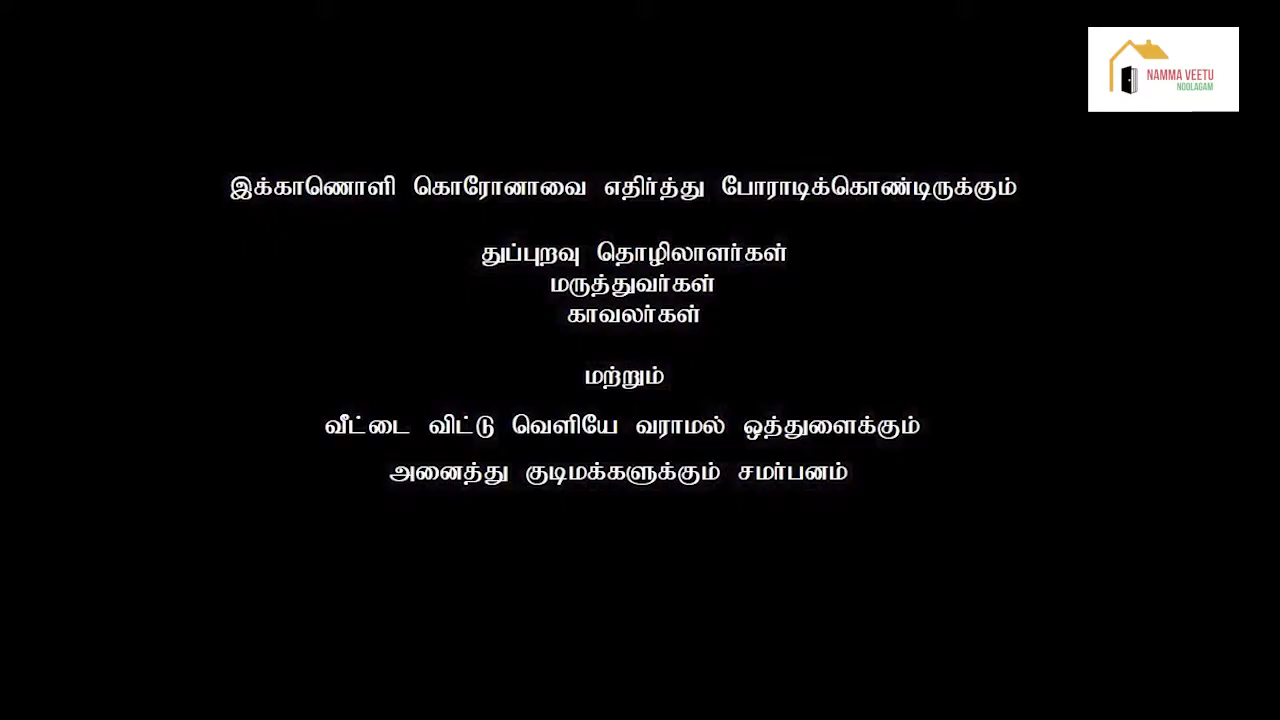 NAMMA VEETU
NOOLAGAM
இக்காணொளி கொரோனாவை எதிர்த்து போராடிக்கொண்டிருக்கும்
துப்புறவு தொழிலாளர்கள்
மருத்துவர்கள்
காவலர்கள்
மற்றும்
வீட்டை விட்டு வெளியே வராமல் ஒத்துளைக்கும்
அனைத்து குடிமக்களுக்கும் சமர்பனம்